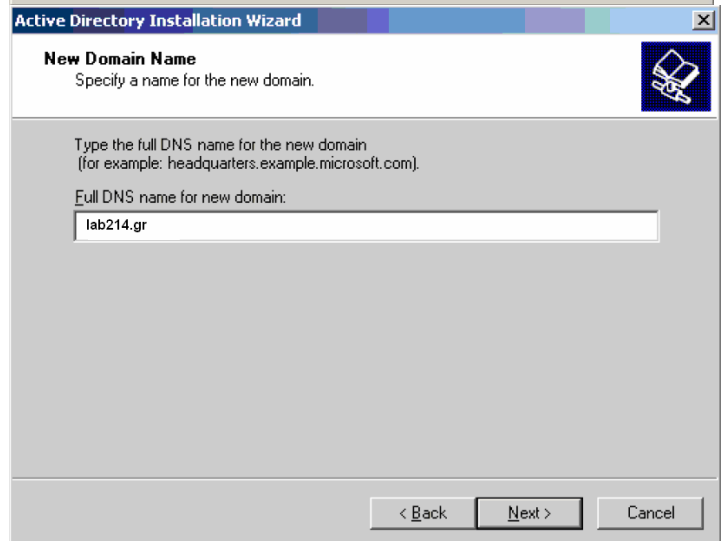 Active Directory Installation Wizard
New Domain Name
Specify a name for the new domain.
Type the full DNS name for the new domain
(for example: headquarters.example.microsoft.com).
Full DNS name for new domain:
lab214.gr
< Back Next > Cancel